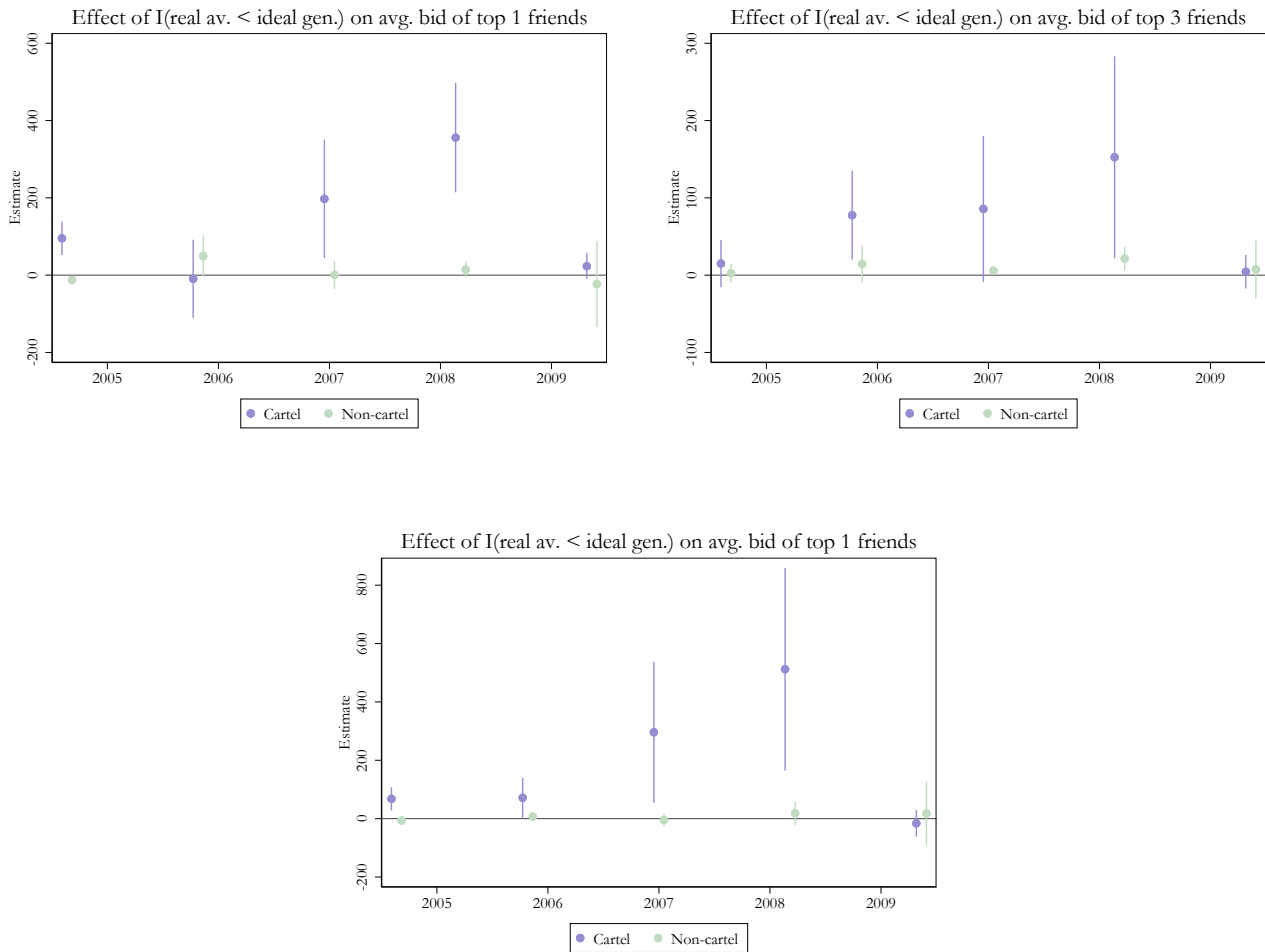 Effect of I(real av. < ideal gen.) on avg. bid of top 1 friends
Estimate
600
400
200
0
-200
2005 2006 2007 2008 2009
Cartel Non-cartel
Effect of I(real av. < ideal gen.) on avg. bid of top 3 friends
Estimate
300
200
100
0
-100
2005 2006 2007 2008 2009
Cartel Non-cartel
Effect of I(real av. < ideal gen.) on avg. bid of top 1 friends
Estimate
800
600
400
200
0
-200
2005 2006 2007 2008 2009
Cartel Non-cartel